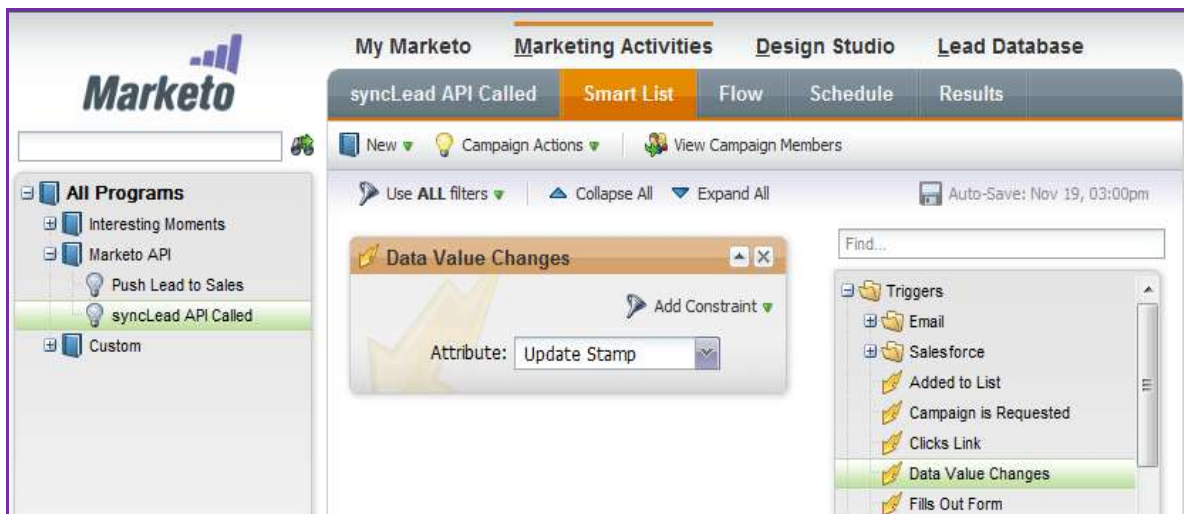 Marketo
My Marketo Marketing Activities Design Studio Lead Database
syncLead API Called Smart List Flow Schedule Results
New Campaign Actions View Campaign Members
All Programs
Interesting Moments
Marketo API
Push Lead to Sales
syncLead API Called
Custom
Use ALL filters Collapse All Expand All Auto-Save: Nov 19, 03:00pm
Data Value Changes
Add Constraint
Attribute: Update Stamp
Find...
Triggers
Email
Salesforce
Added to List
Campaign is Requested
Clicks Link
Data Value Changes
Fills Out Form